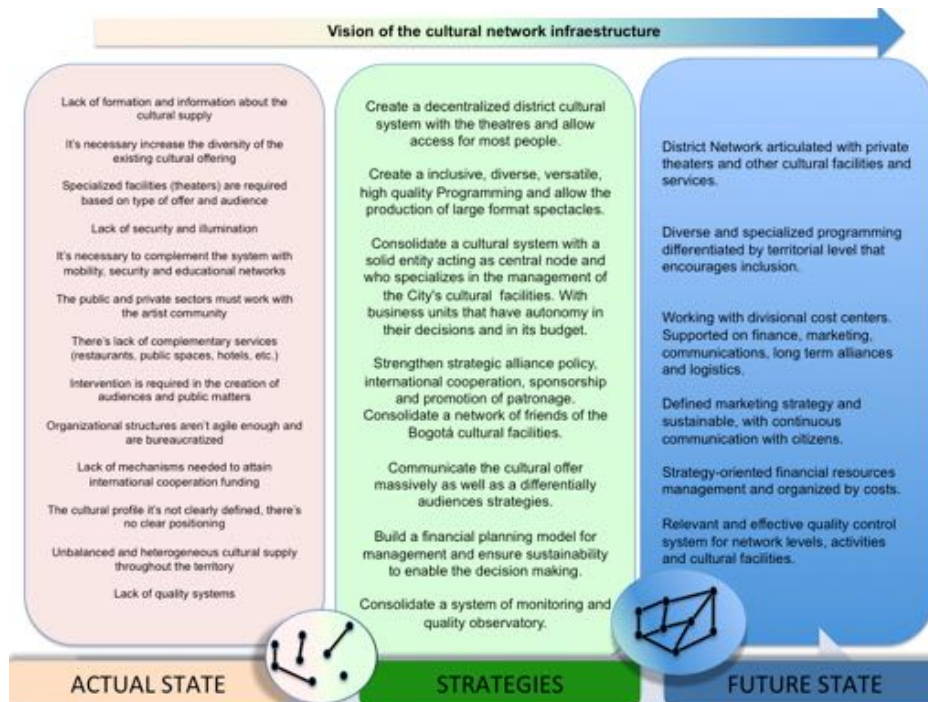 Vision of the cultural network infraestructure
Lack of formation and information about the
cultural supply
It's necessary increase the diversity of the
existing cultural offering
Specialized facilities (theaters) are required
based on type of offer and audience
Lack of security and illumination
It's necessary to complement the system with
mobility, security and educational networks
The public and private sectors must work with
the artist community
There's lack of complementary services
(restaurants, public spaces, hotels, etc.)
Intervention is required in the creation of
audiences and public matters
Organizational structures aren't agile enough and
are bureaucratized
Lack of mechanisms needed to attain
international cooperation funding
The cultural profile it's not clearly defined, there's
no clear positioning
Unbalanced and heterogeneous cultural supply
throughout the territory
Lack of quality systems
ACTUAL STATE
Create a decentralized district cultural
system with the theatres and allow
access for most people.
Create a inclusive, diverse, versatile,
high quality Programming and allow the
production of large format spectacles.
Consolidate a cultural system with a
solid entity acting as central node and
who specializes in the management of
the City's cultural facilities. With
business units that have autonomy in
their decisions and in its budget.
Strengthen strategic alliance policy,
international cooperation, sponsorship
and promotion of patronage.
Consolidate a network of friends of the
Bogotá cultural facilities.
Communicate the cultural offer
massively as well as a differentially
audiences strategies.
Build a financial planning model for
management and ensure sustainability
to enable the decision making.
Consolidate a system of monitoring and
quality observatory.
STRATEGIES
District Network articulated with private
theaters and other cultural facilities and
services.
Diverse and specialized programming
differentiated by territorial level that
encourages inclusion.
Working with divisional cost centers.
Supported on finance, marketing,
communications, long term alliances
and logistics.
Defined marketing strategy and
sustainable, with continuous
communication with citizens.
Strategy-oriented financial resources
management and organized by costs.
Relevant and effective quality control
system for network levels, activities
and cultural facilities.
FUTURE STATE